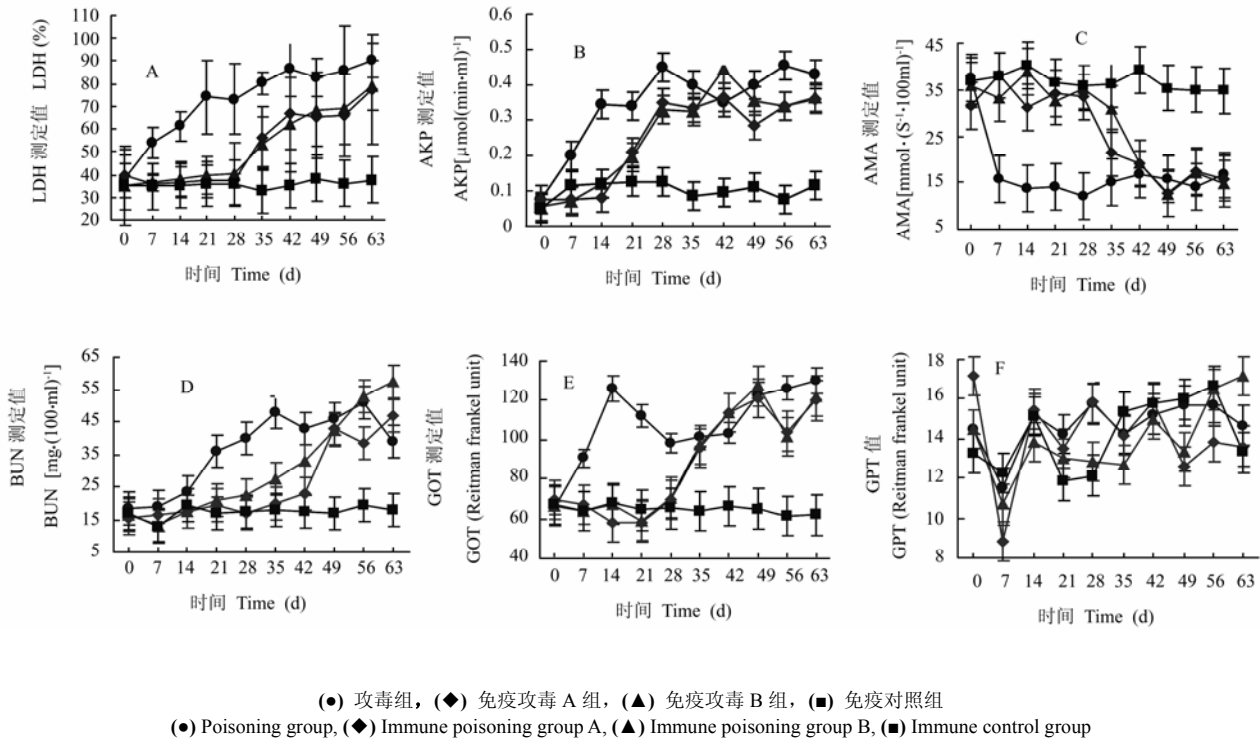 LDH 测定值 LDH (%)
110
100
90
80
70
60
50
40
30
20
A
0 7 14 21 28 35 42 49 56 63
时间 Time (d)
AKP 测定值
AKP[μmol(min·ml)⁻¹]
0.6
0.5
0.4
0.3
0.2
0.1
0
B
0 7 14 21 28 35 42 49 56 63
时间 Time (d)
AMA 测定值
AMA[mmol·(S⁻¹·100ml)⁻¹]
45
35
25
15
5
C
0 7 14 21 28 35 42 49 56 63
时间 Time (d)
BUN 测定值
BUN [mg·(100·ml)⁻¹]
65
55
45
35
25
15
5
D
0 7 14 21 28 35 42 49 56 63
时间 Time (d)
GOT 测定值
GOT (Reitman frankel unit)
140
120
100
80
60
40
E
0 7 14 21 28 35 42 49 56 63
时间 Time (d)
GPT 值
GPT (Reitman frankel unit)
18
16
14
12
10
8
F
0 7 14 21 28 35 42 49 56 63
时间 Time (d)
(●) 攻毒组, (◆) 免疫攻毒 A 组, (▲) 免疫攻毒 B 组, (■) 免疫对照组
(●) Poisoning group, (◆) Immune poisoning group A, (▲) Immune poisoning group B, (■) Immune control group